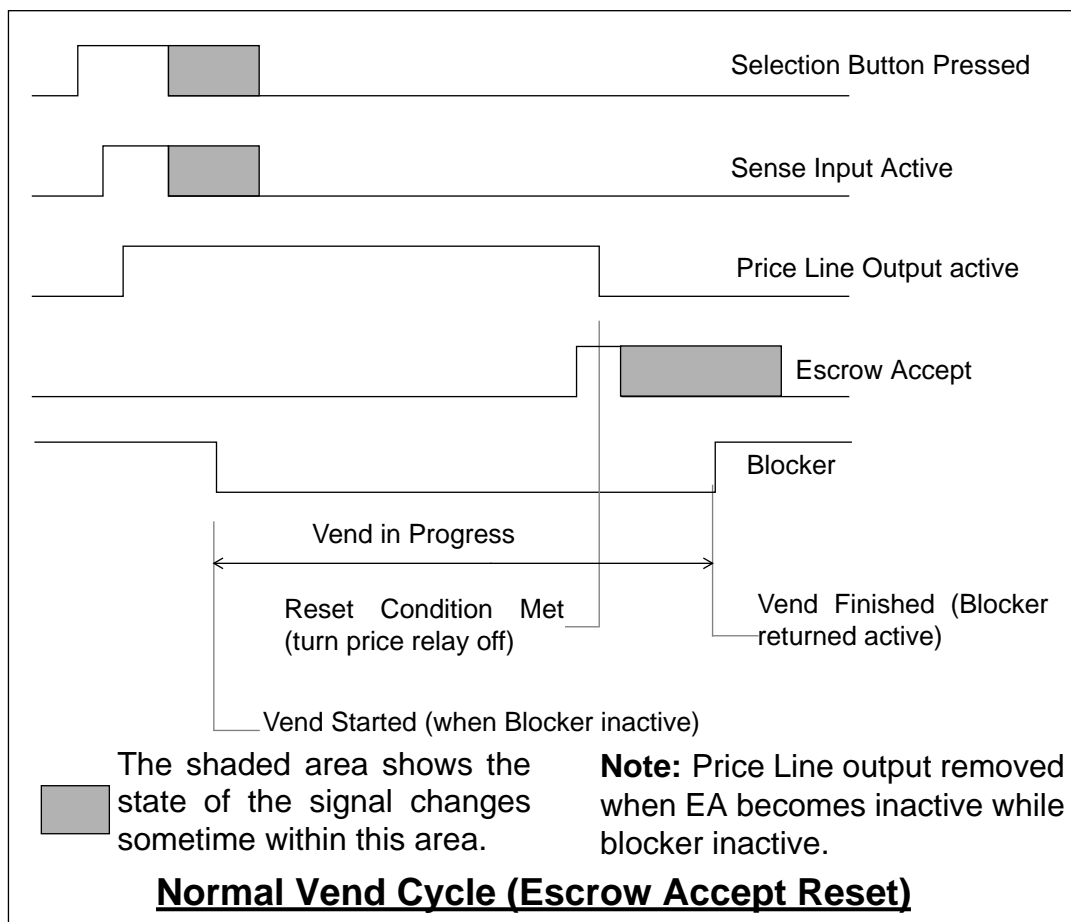 Selection Button Pressed
Sense Input Active
Price Line Output active
Escrow Accept
Blocker
Vend in Progress
Reset Condition Met
(turn price relay off)
Vend Finished (Blocker
returned active)
Vend Started (when Blocker inactive)
The shaded area shows the
state of the signal changes
sometime within this area.
Note: Price Line output removed
when EA becomes inactive while
blocker inactive.
Normal Vend Cycle (Escrow Accept Reset)